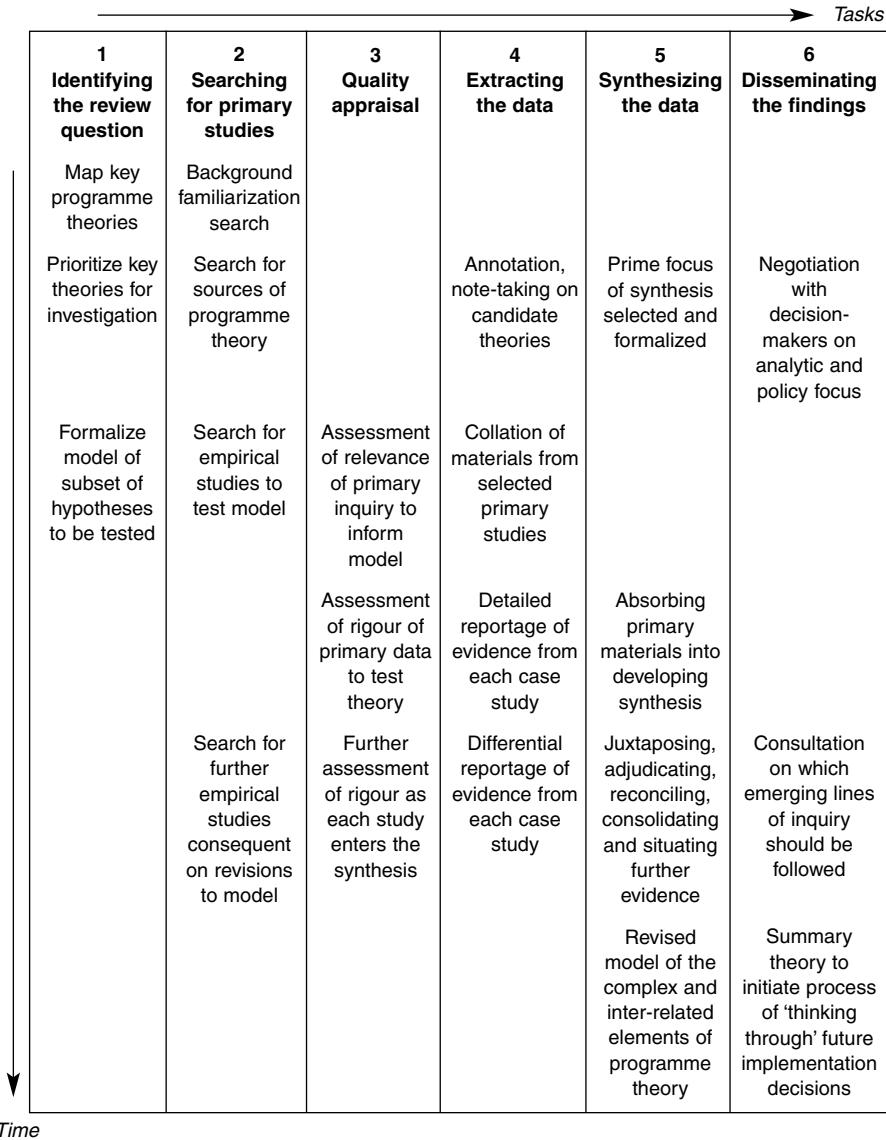 Tasks
1
Identifying
the review
question
2
Searching
for primary
studies
3
Quality
appraisal
4
Extracting
the data
5
Synthesizing
the data
6
Disseminating
the findings
Map key
programme
theories
Background
familiarization
search
Prioritize key
theories for
investigation
Search for
sources of
programme
theory
Annotation,
note-taking on
candidate
theories
Prime focus
of synthesis
selected and
formalized
Negotiation
with
decision-
makers on
analytic and
policy focus
Formalize
model of
subset of
hypotheses
to be tested
Search for
empirical
studies to
test model
Assessment
of relevance
of primary
inquiry to
inform
model
Collation of
materials from
selected
primary
studies
Assessment
of rigour of
primary data
to test
theory
Detailed
reportage of
evidence from
each case
study
Absorbing
primary
materials into
developing
synthesis
Search for
further
empirical
studies
consequent
on revisions
to model
Further
assessment
of rigour as
each study
enters the
synthesis
Differential
reportage of
evidence from
each case
study
Juxtaposing,
adjudicating,
reconciling,
consolidating
and situating
further
evidence
Consultation
on which
emerging lines
of inquiry
should be
followed
Revised
model of the
complex and
inter-related
elements of
programme
theory
Summary
theory to
initiate process
of ‘thinking
through’ future
implementation
decisions
Time